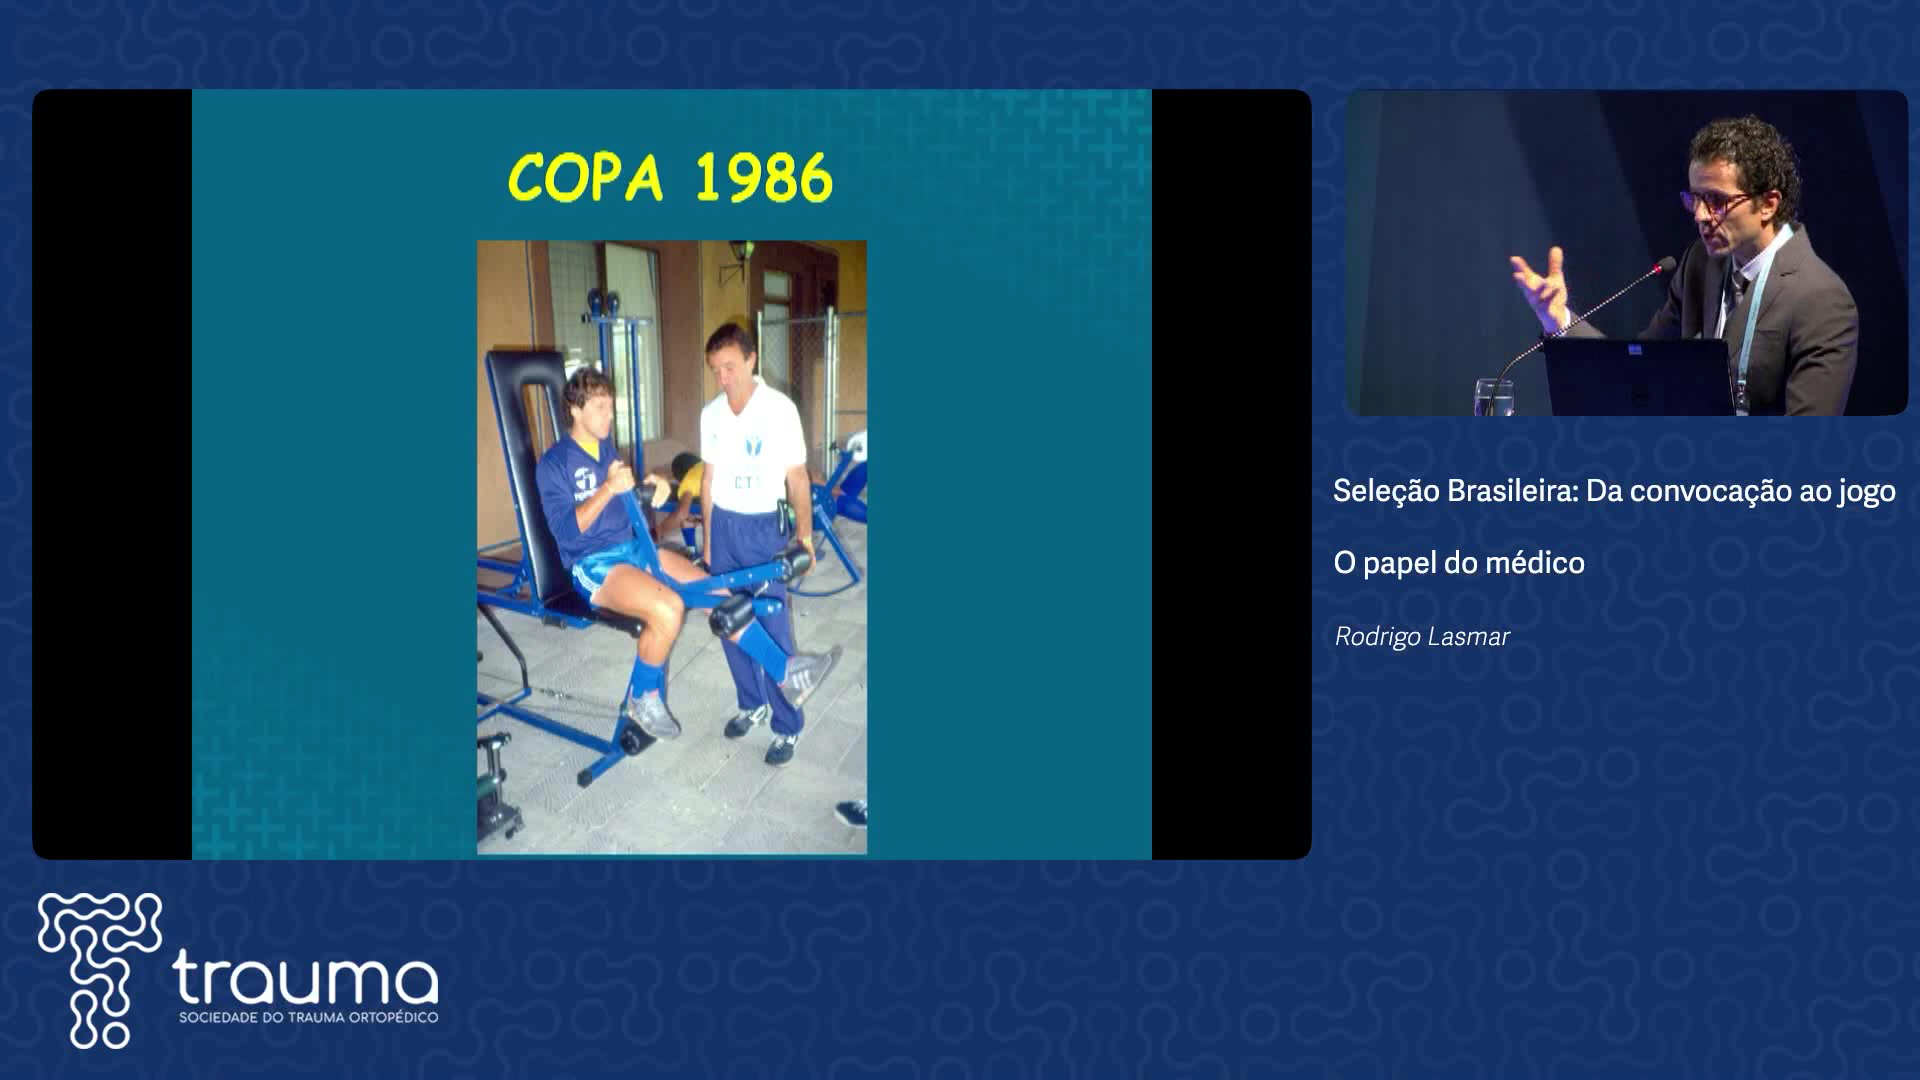 COPA 1986
Seleção Brasileira: Da convocação ao jogo
O papel do médico
Rodrigo Lasmar
trauma
SOCIEDADE DO TRAUMA ORTOPÉDICO